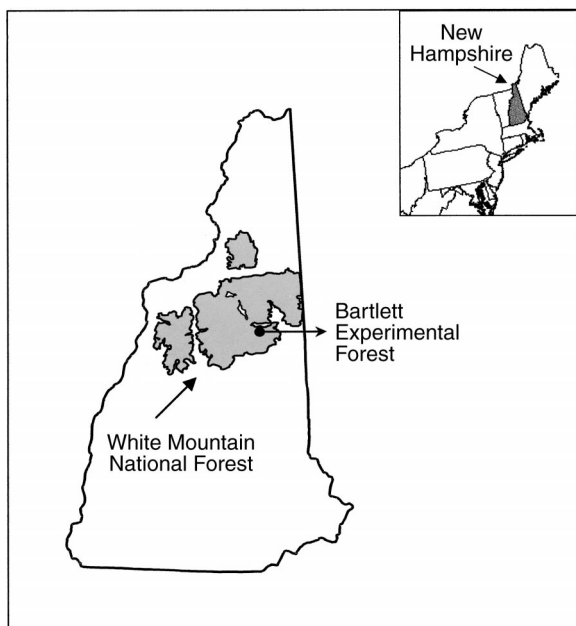 New
Hampshire
Bartlett
Experimental
Forest
White Mountain
National Forest